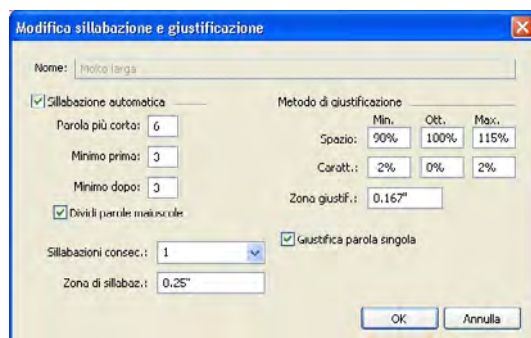 Modifica sillabazione e giustificazione
Nome: Molto larga
Sillabazione automatica
Parola più corta: 6
Minimo prima: 3
Minimo dopo: 3
Dividi parole maiuscole
Sillabazioni consec.: 1
Zona di sillabaz.: 0.25"
Metodo di giustificazione
Min. Ott. Max.
Spazio: 90% 100% 115%
Caratt.: 2% 0% 2%
Zona giustif.: 0.167"
Giustifica parola singola
OK Annulla